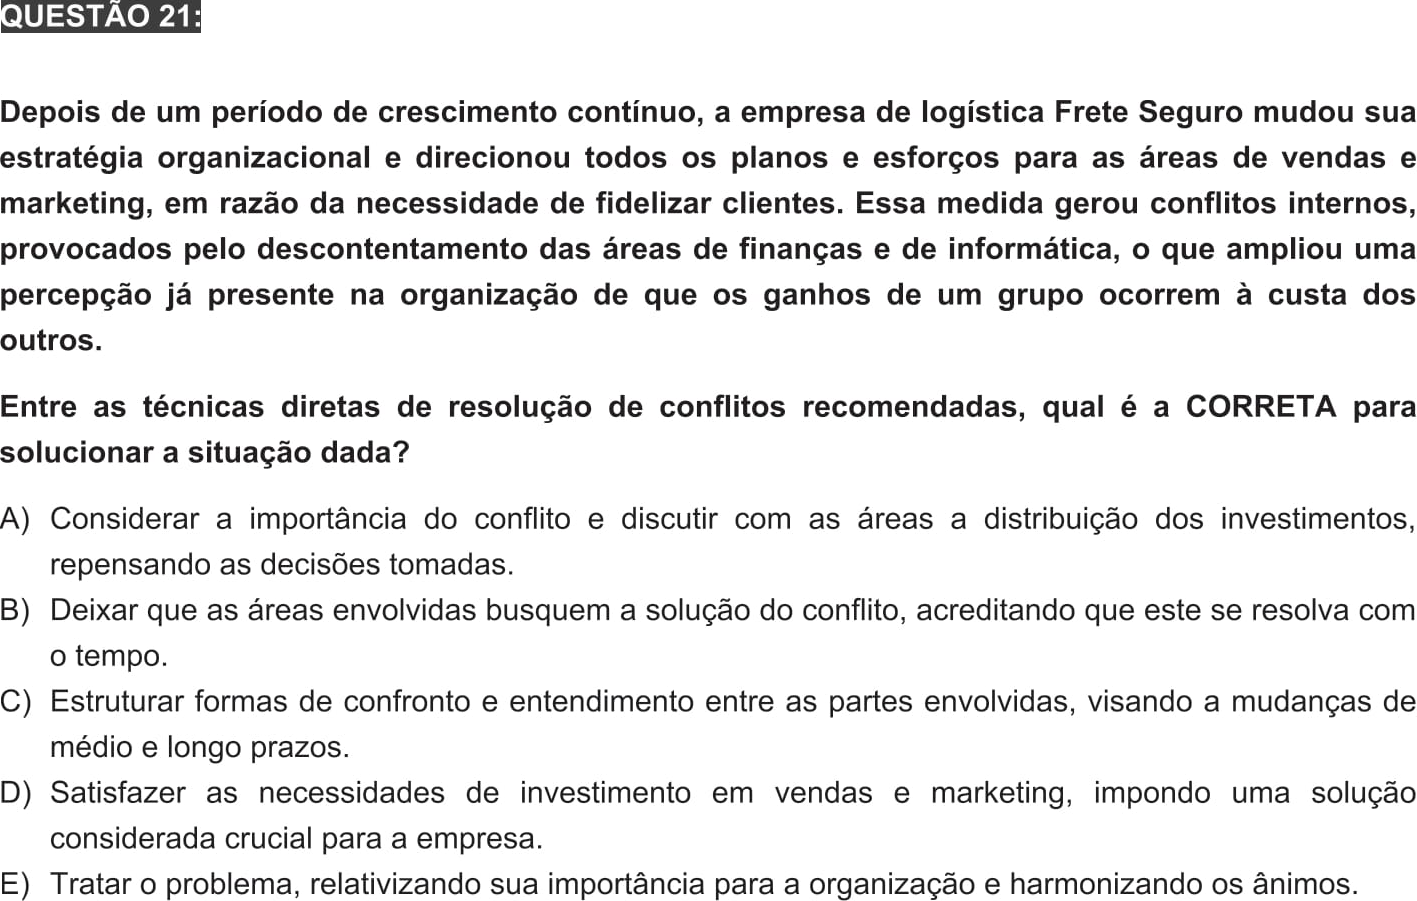 QUESTÃO 21:
Depois de um período de crescimento contínuo, a empresa de logística Frete Seguro mudou sua
estratégia organizacional e direcionou todos os planos e esforços para as áreas de vendas e
marketing, em razão da necessidade de fidelizar clientes. Essa medida gerou conflitos internos,
provocados pelo descontentamento das áreas de finanças e de informática, o que ampliou uma
percepção já presente na organização de que os ganhos de um grupo ocorrem à custa dos
outros.
Entre as técnicas diretas de resolução de conflitos recomendadas, qual é a CORRETA para
solucionar a situação dada?
A) Considerar a importância do conflito e discutir com as áreas a distribuição dos investimentos,
repensando as decisões tomadas.
B) Deixar que as áreas envolvidas busquem a solução do conflito, acreditando que este se resolva com
o tempo.
C) Estruturar formas de confronto e entendimento entre as partes envolvidas, visando a mudanças de
médio e longo prazos.
D) Satisfazer as necessidades de investimento em vendas e marketing, impondo uma solução
considerada crucial para a empresa.
E) Tratar o problema, relativizando sua importância para a organização e harmonizando os ânimos.